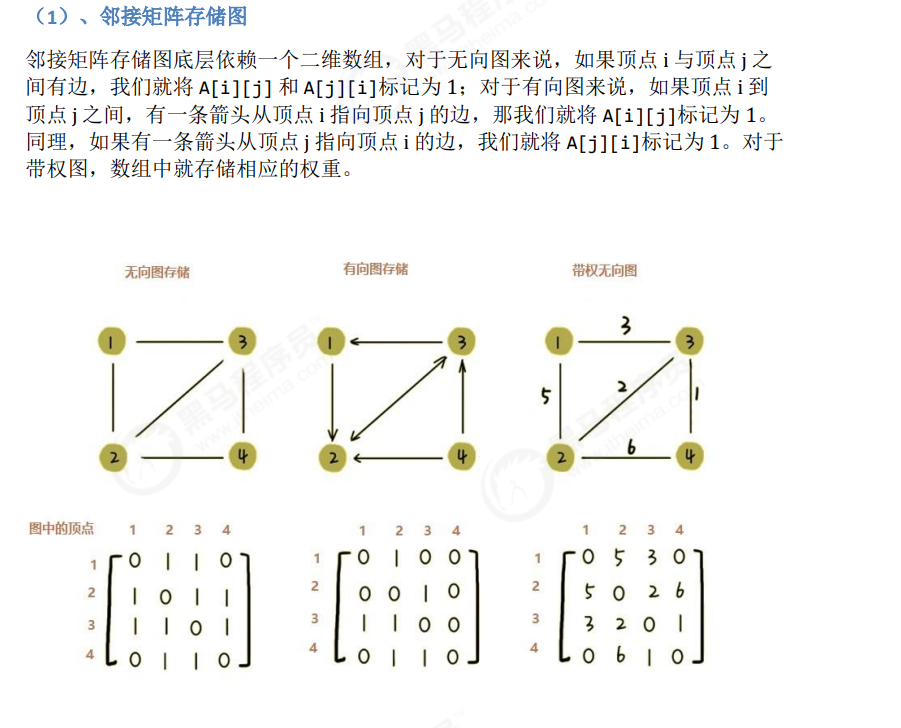 （1）、邻接矩阵存储图
邻接矩阵存储图底层依赖一个二维数组，对于无向图来说，如果顶点 i 与顶点 j 之
间有边，我们就将 A[i][j] 和 A[j][i]标记为 1；对于有向图来说，如果顶点 i 到
顶点 j 之间，有一条箭头从顶点 i 指向顶点 j 的边，那我们就将 A[i][j]标记为 1。
同理，如果有一条箭头从顶点 j 指向顶点 i 的边，我们就将 A[j][i]标记为 1。对于
带权图，数组中就存储相应的权重。
无向图存储 有向图存储 带权无向图
3
1 3 1 3 1 3
5 2 1
2 4 2 4 2 6 4
图中的顶点 1 2 3 4 1 2 3 4 1 2 3 4
1 0 1 1 0 1 0 1 0 0 1 0 5 3 0
2 1 0 1 1 2 0 0 1 0 2 5 0 2 6
3 1 1 0 1 3 1 1 0 0 3 3 2 0 1
4 0 1 1 0 4 0 1 1 0 4 0 6 1 0
黑马程序员
www.itheima.com